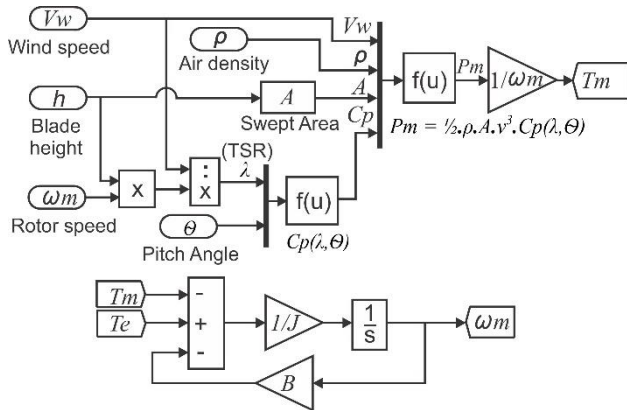 Vw
Wind speed
ρ
Air density
h
Blade height
A
Swept Area
ωm
Rotor speed
x
:
x
(TSR)
λ
θ
Pitch Angle
f(u)
Cp(λ,Θ)
Vw
ρ
A
Cp
f(u)
Pm
1/ωm
Tm
Pm = ½.ρ.A.v³.Cp(λ,Θ)
Tm
Te
-
+
-
1/J
1
s
ωm
B